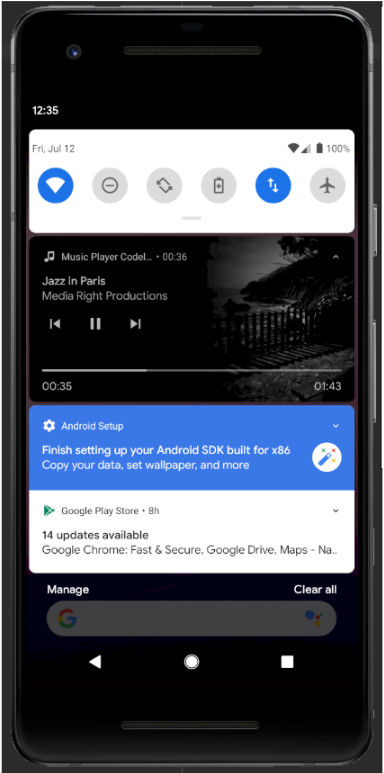 12:35
Fri, Jul 12
100%
Music Player Codel.. • 00:36
Jazz in Paris
Media Right Productions
00:35
01:43
Android Setup
Finish setting up your Android SDK built for x86
Copy your data, set wallpaper, and more
Google Play Store • 8h
14 updates available
Google Chrome: Fast & Secure, Google Drive, Maps - Na..
Manage
Clear all